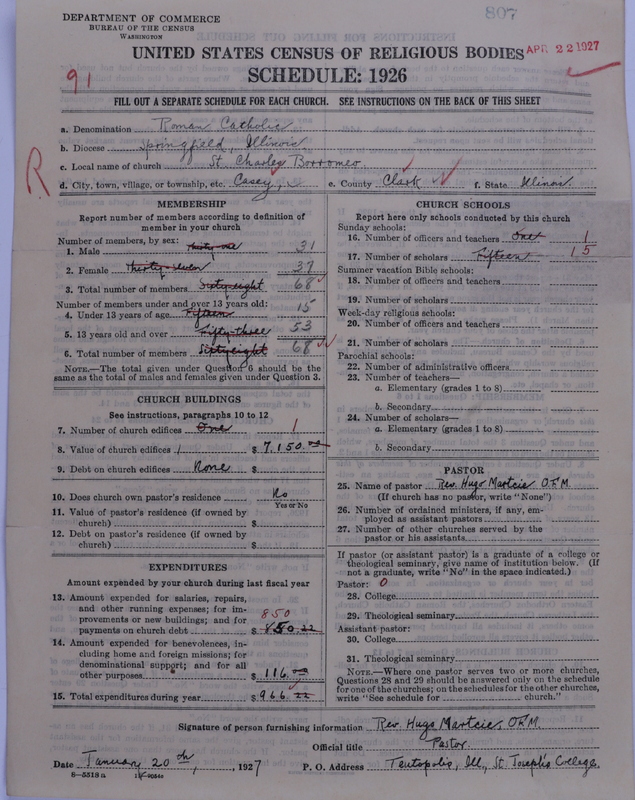 DEPARTMENT OF COMMERCE
BUREAU OF THE CENSUS
WASHINGTON
807
UNITED STATES CENSUS OF RELIGIOUS BODIES
APR 22 1927
SCHEDULE: 1926
91
FILL OUT A SEPARATE SCHEDULE FOR EACH CHURCH. SEE INSTRUCTIONS ON THE BACK OF THIS SHEET
a. Denomination Roman Catholic
b. Diocese Springfield, Illinois
c. Local name of church St. Charles Borromeo
R
d. City, town, village, or township, etc. Casey, e. County Clark f. State Illinois.
MEMBERSHIP
Report number of members according to definition of member in your church
Number of members, by sex:
1. Male Thirty-one 31
2. Female Thirty-seven 37
3. Total number of members Sixty-eight 68
Number of members under and over 13 years old:
4. Under 13 years of age Fifteen 15
5. 13 years old and over Fifty-three 53
6. Total number of members Sixty-eight 68
NOTE.—The total given under Question 6 should be the same as the total of males and females given under Question 3.
CHURCH BUILDINGS
See instructions, paragraphs 10 to 12
7. Number of church edifices One 1
8. Value of church edifices $ 7,150.00
9. Debt on church edifices None $
10. Does church own pastor's residence No
Yes or No
11. Value of pastor's residence (if owned by church) $
12. Debt on pastor's residence (if owned by church) $
EXPENDITURES
Amount expended by your church during last fiscal year
13. Amount expended for salaries, repairs, and other running expenses; for improvements or new buildings; and for payments on church debt 850 $ 850.22
14. Amount expended for benevolences, including home and foreign missions; for denominational support; and for all other purposes $ 116.00
15. Total expenditures during year $ 966.22
CHURCH SCHOOLS
Report here only schools conducted by this church
Sunday schools:
16. Number of officers and teachers One 1
17. Number of scholars Fifteen 15
Summer vacation Bible schools:
18. Number of officers and teachers
19. Number of scholars
Week-day religious schools:
20. Number of officers and teachers
21. Number of scholars
Parochial schools:
22. Number of administrative officers
23. Number of teachers—
a. Elementary (grades 1 to 8)
b. Secondary
24. Number of scholars—
a. Elementary (grades 1 to 8)
b. Secondary
PASTOR
25. Name of pastor Rev. Hugo O.F.M.
(If church has no pastor, write "None")
26. Number of ordained ministers, if any, employed as assistant pastors
27. Number of other churches served by the pastor or his assistants
If pastor (or assistant pastor) is a graduate of a college or theological seminary, give name of institution below. (If not a graduate, write "No" in the space indicated.)
Pastor: 0
28. College
29. Theological seminary
Assistant pastor:
30. College
31. Theological seminary
NOTE.—Where one pastor serves two or more churches, Questions 28 and 29 should be answered only on the schedule for one of the churches; on the schedules for the other churches, write "See schedule for church."
Signature of person furnishing information Rev. Hugo O.F.M.
Official title Pastor.
Date January 20th, 1927 P. O. Address Teutopolis, Ill., St. Joseph's College.
8—5518a